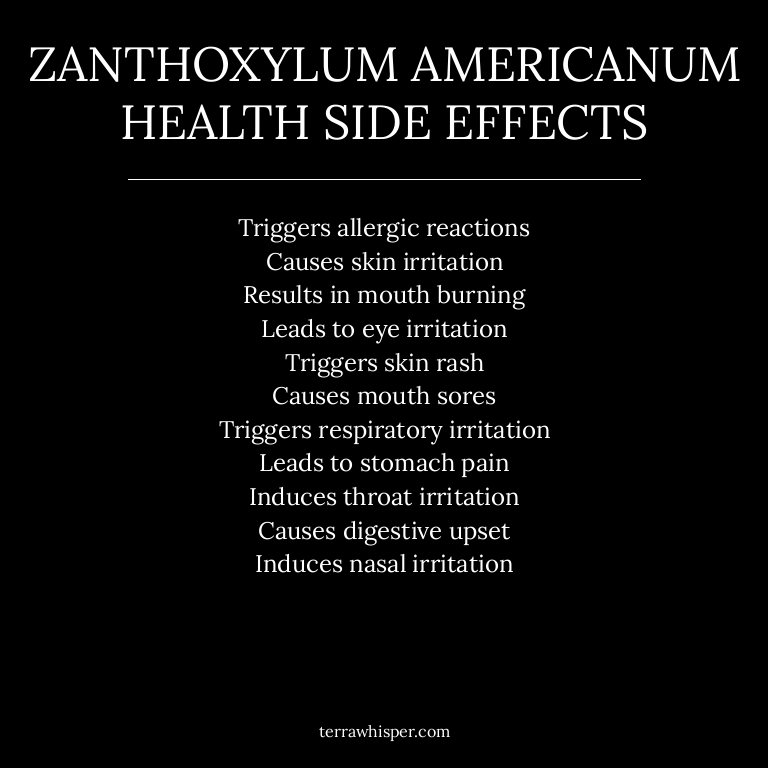 ZANTHOXYLUM AMERICANUM
HEALTH SIDE EFFECTS
Triggers allergic reactions
Causes skin irritation
Results in mouth burning
Leads to eye irritation
Triggers skin rash
Causes mouth sores
Triggers respiratory irritation
Leads to stomach pain
Induces throat irritation
Causes digestive upset
Induces nasal irritation
terrawhisper.com